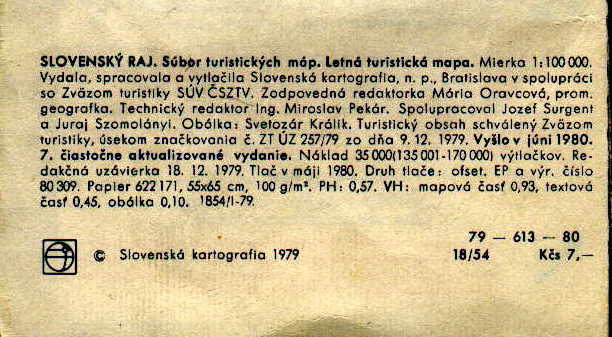 SLOVENSKÝ RAJ. Súbor turistických máp. Letná turistická mapa. Mierka 1:100 000.
Vydala, spracovala a vytlačila Slovenská kartografia, n. p., Bratislava v spolupráci
so Zväzom turistiky SÚV ČSZTV. Zodpovedná redaktorka Mária Oravcová, prom.
geografka. Technický redaktor Ing. Miroslav Pekár. Spolupracoval Jozef Surgent
a Juraj Szomolányi. Obálka: Svetozár Králik. Turistický obsah schválený Zväzom
turistiky, úsekom značkovania č. ZT ÚZ 257/79 zo dňa 9. 12. 1979. Vyšlo v júni 1980.
7. čiastočne aktualizované vydanie. Náklad 35 000(135 001-170 000) výtlačkov. Re-
dakčná uzávierka 18. 12. 1979. Tlač v máji 1980. Druh tlače: ofset. EP a výr. číslo
80 309. Papier 622 171, 55x65 cm, 100 g/m². PH: 0,57. VH: mapová časť 0,93, textová
časť 0,45, obálka 0,10. 1854/I-79.
79 – 613 – 80
© Slovenská kartografia 1979 18/54 Kčs 7,–